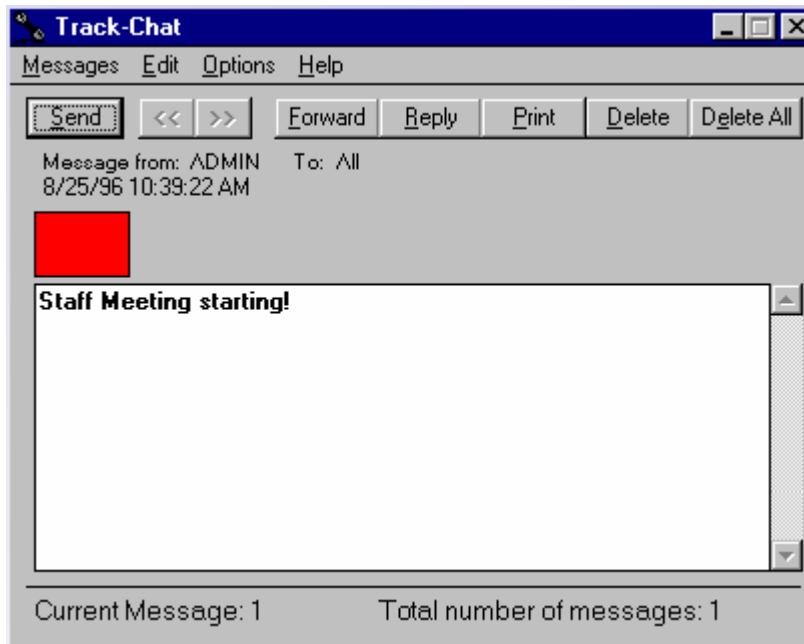 Track-Chat
Messages Edit Options Help
Send << >> Forward Reply Print Delete Delete All
Message from: ADMIN To: All
8/25/96 10:39:22 AM
Staff Meeting starting!
Current Message: 1 Total number of messages: 1